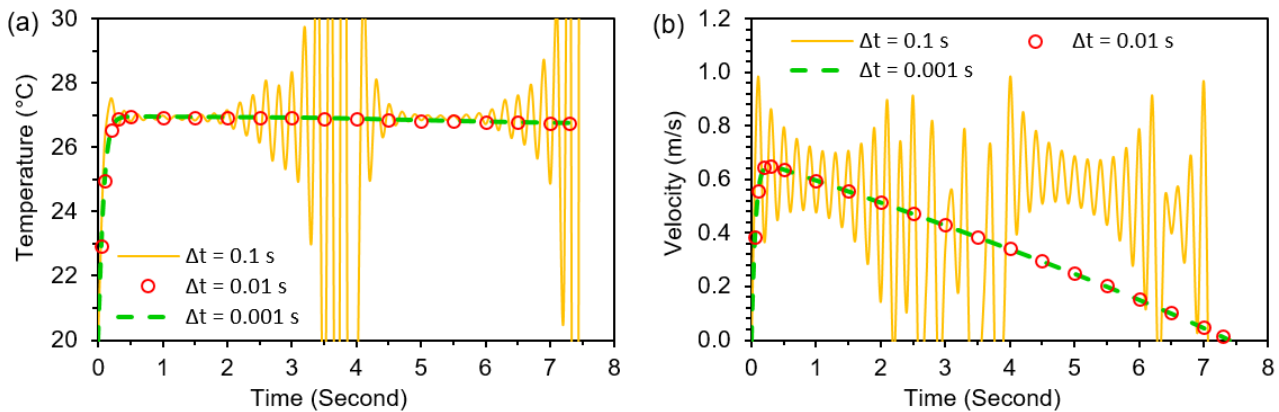 (a)
Temperature (°C)
30
28
26
24
22
20
Δt = 0.1 s
Δt = 0.01 s
Δt = 0.001 s
0 1 2 3 4 5 6 7 8
Time (Second)
(b)
Velocity (m/s)
1.2
1.0
0.8
0.6
0.4
0.2
0.0
Δt = 0.1 s Δt = 0.01 s
Δt = 0.001 s
0 1 2 3 4 5 6 7 8
Time (Second)